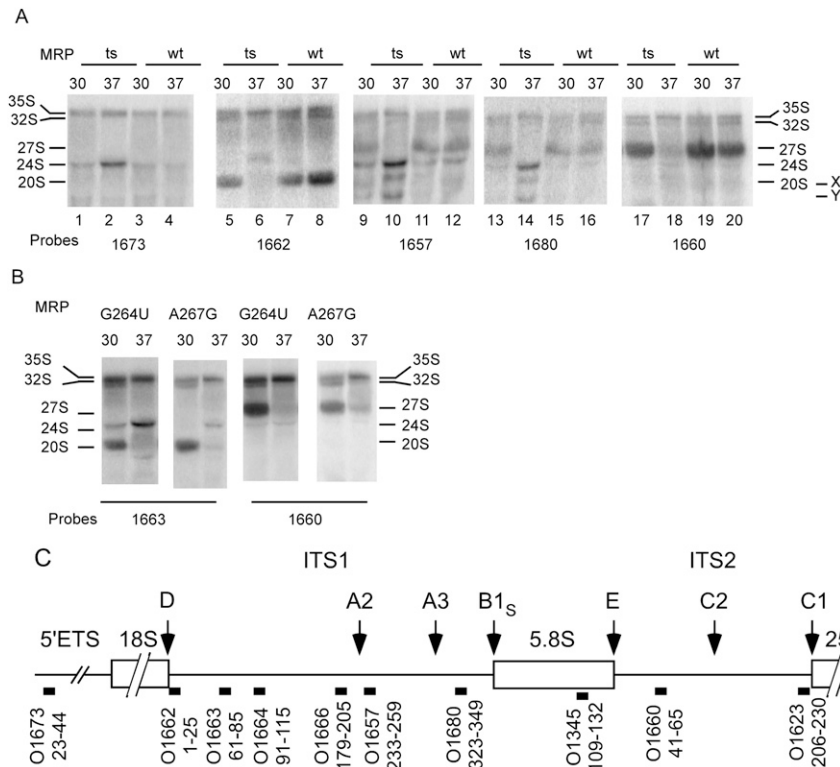 A
MRP ts wt ts wt ts wt ts wt ts wt
30 37 30 37 30 37 30 37 30 37 30 37 30 37 30 37 30 37 30 37
35S 35S
32S 32S
27S 27S
24S 24S
20S 20S X
Y
1 2 3 4 5 6 7 8 9 10 11 12 13 14 15 16 17 18 19 20
Probes 1673 1662 1657 1680 1660
B
MRP G264U A267G G264U A267G
30 37 30 37 30 37 30 37
35S 35S
32S 32S
27S 27S
24S 24S
20S 20S
Probes 1663 1660
C ITS1 ITS2
D A2 A3 B1S E C2 C1
5'ETS 18S 5.8S
O1673 O1662 O1663 O1664 O1666 O1657 O1680 O1345 O1660 O1623
23-44 1-25 61-85 91-115 179-205 233-259 323-349 109-132 41-65 206-230